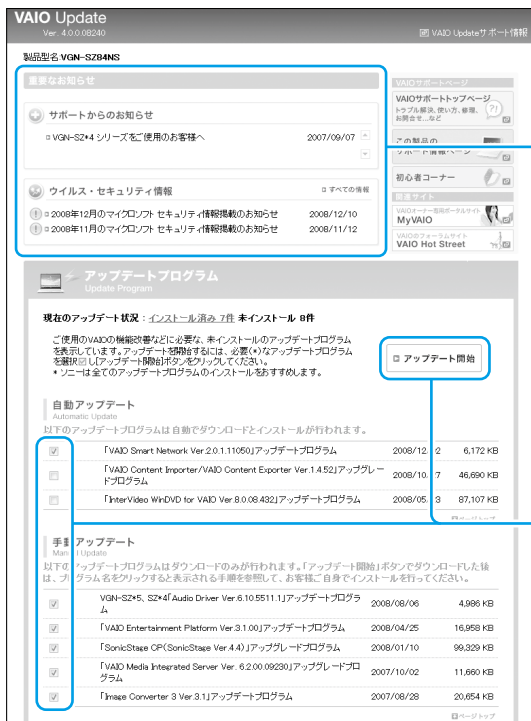 VAIO Update
Ver. 4.0.0.08240
VAIO Updateサポート情報
製品型名:VGN-SZ84NS
重要なお知らせ
サポートからのお知らせ
VGN-SZ*4 シリーズをご使用のお客様へ 2007/09/07
ウイルス・セキュリティ情報 すべての情報
2008年12月のマイクロソフト セキュリティ情報掲載のお知らせ 2008/12/10
2008年11月のマイクロソフト セキュリティ情報掲載のお知らせ 2008/11/12
VAIOサポートページ
VAIOサポートトップページ
トラブル解決、使い方、修理、
お問合せ...など
この製品の
サポート情報ページ
初心者コーナー
関連サイト
VAIOオーナー専用ポータルサイト
MyVAIO
VAIOのフォーラムサイト
VAIO Hot Street
アップデートプログラム
Update Program
現在のアップデート状況：インストール済み 7件 未インストール 8件
ご使用のVAIOの機能改善などに必要な、未インストールのアップデートプログラム
を表示しています。アップデートを開始するには、必要(*)なアップデートプログラム
を選択し[アップデート開始]ボタンをクリックしてください。
* ソニーは全てのアップデートプログラムのインストールをおすすめします。
アップデート開始
自動アップデート
Automatic Update
以下のアップデートプログラムは自動でダウンロードとインストールが行われます。
「VAIO Smart Network Ver.2.0.1.11050」アップデートプログラム 2008/12/ 2 6,172 KB
「VAIO Content Importer/VAIO Content Exporter Ver.1.4.52」アップグレー
ドプログラム 2008/10/ 7 46,690 KB
「InterVideo WinDVD for VAIO Ver.8.0.08.432」アップデートプログラム 2008/05/ 3 87,107 KB
ページトップ
手動アップデート
Manual Update
以下のアップデートプログラムはダウンロードのみが行われます。「アップデート開始」ボタンでダウンロードした後
は、プログラム名をクリックすると表示される手順を参照して、お客様ご自身でインストールを行ってください。
VGN-SZ*5、SZ*4「Audio Driver Ver.6.10.5511.1」アップデートプログラ
ム 2008/08/06 4,986 KB
「VAIO Entertainment Platform Ver.3.1.00」アップデートプログラム 2008/04/25 16,958 KB
「SonicStage CP(SonicStage Ver.4.4)」アップグレードプログラム 2008/01/10 99,329 KB
「VAIO Media Integrated Server Ver. 6.2.00.09230」アップグレードプロ
グラム 2007/10/02 11,660 KB
「Image Converter 3 Ver.3.1」アップデートプログラム 2007/08/28 20,654 KB
ページトップ